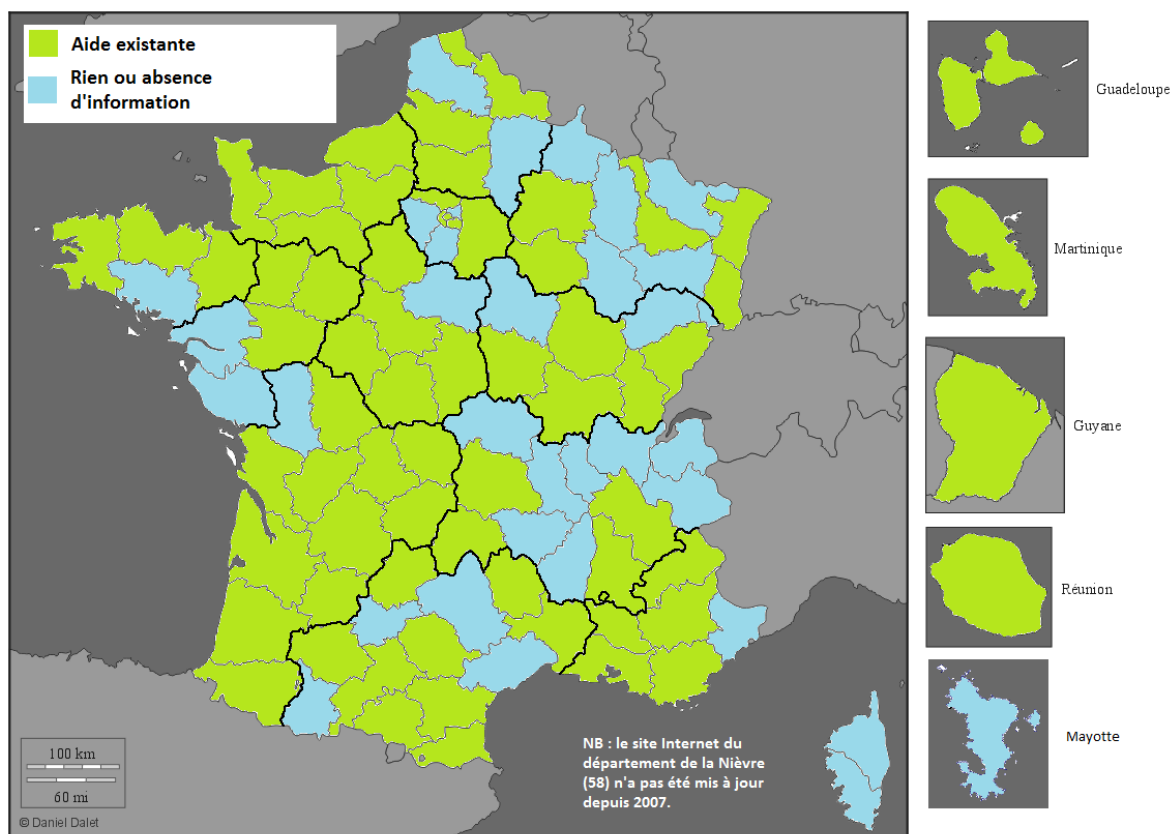 Aide existante
Rien ou absence
d'information
Guadeloupe
Martinique
Guyane
Réunion
Mayotte
NB : le site Internet du
département de la Nièvre
(58) n'a pas été mis à jour
depuis 2007.
100 km
60 mi
© Daniel Dalet